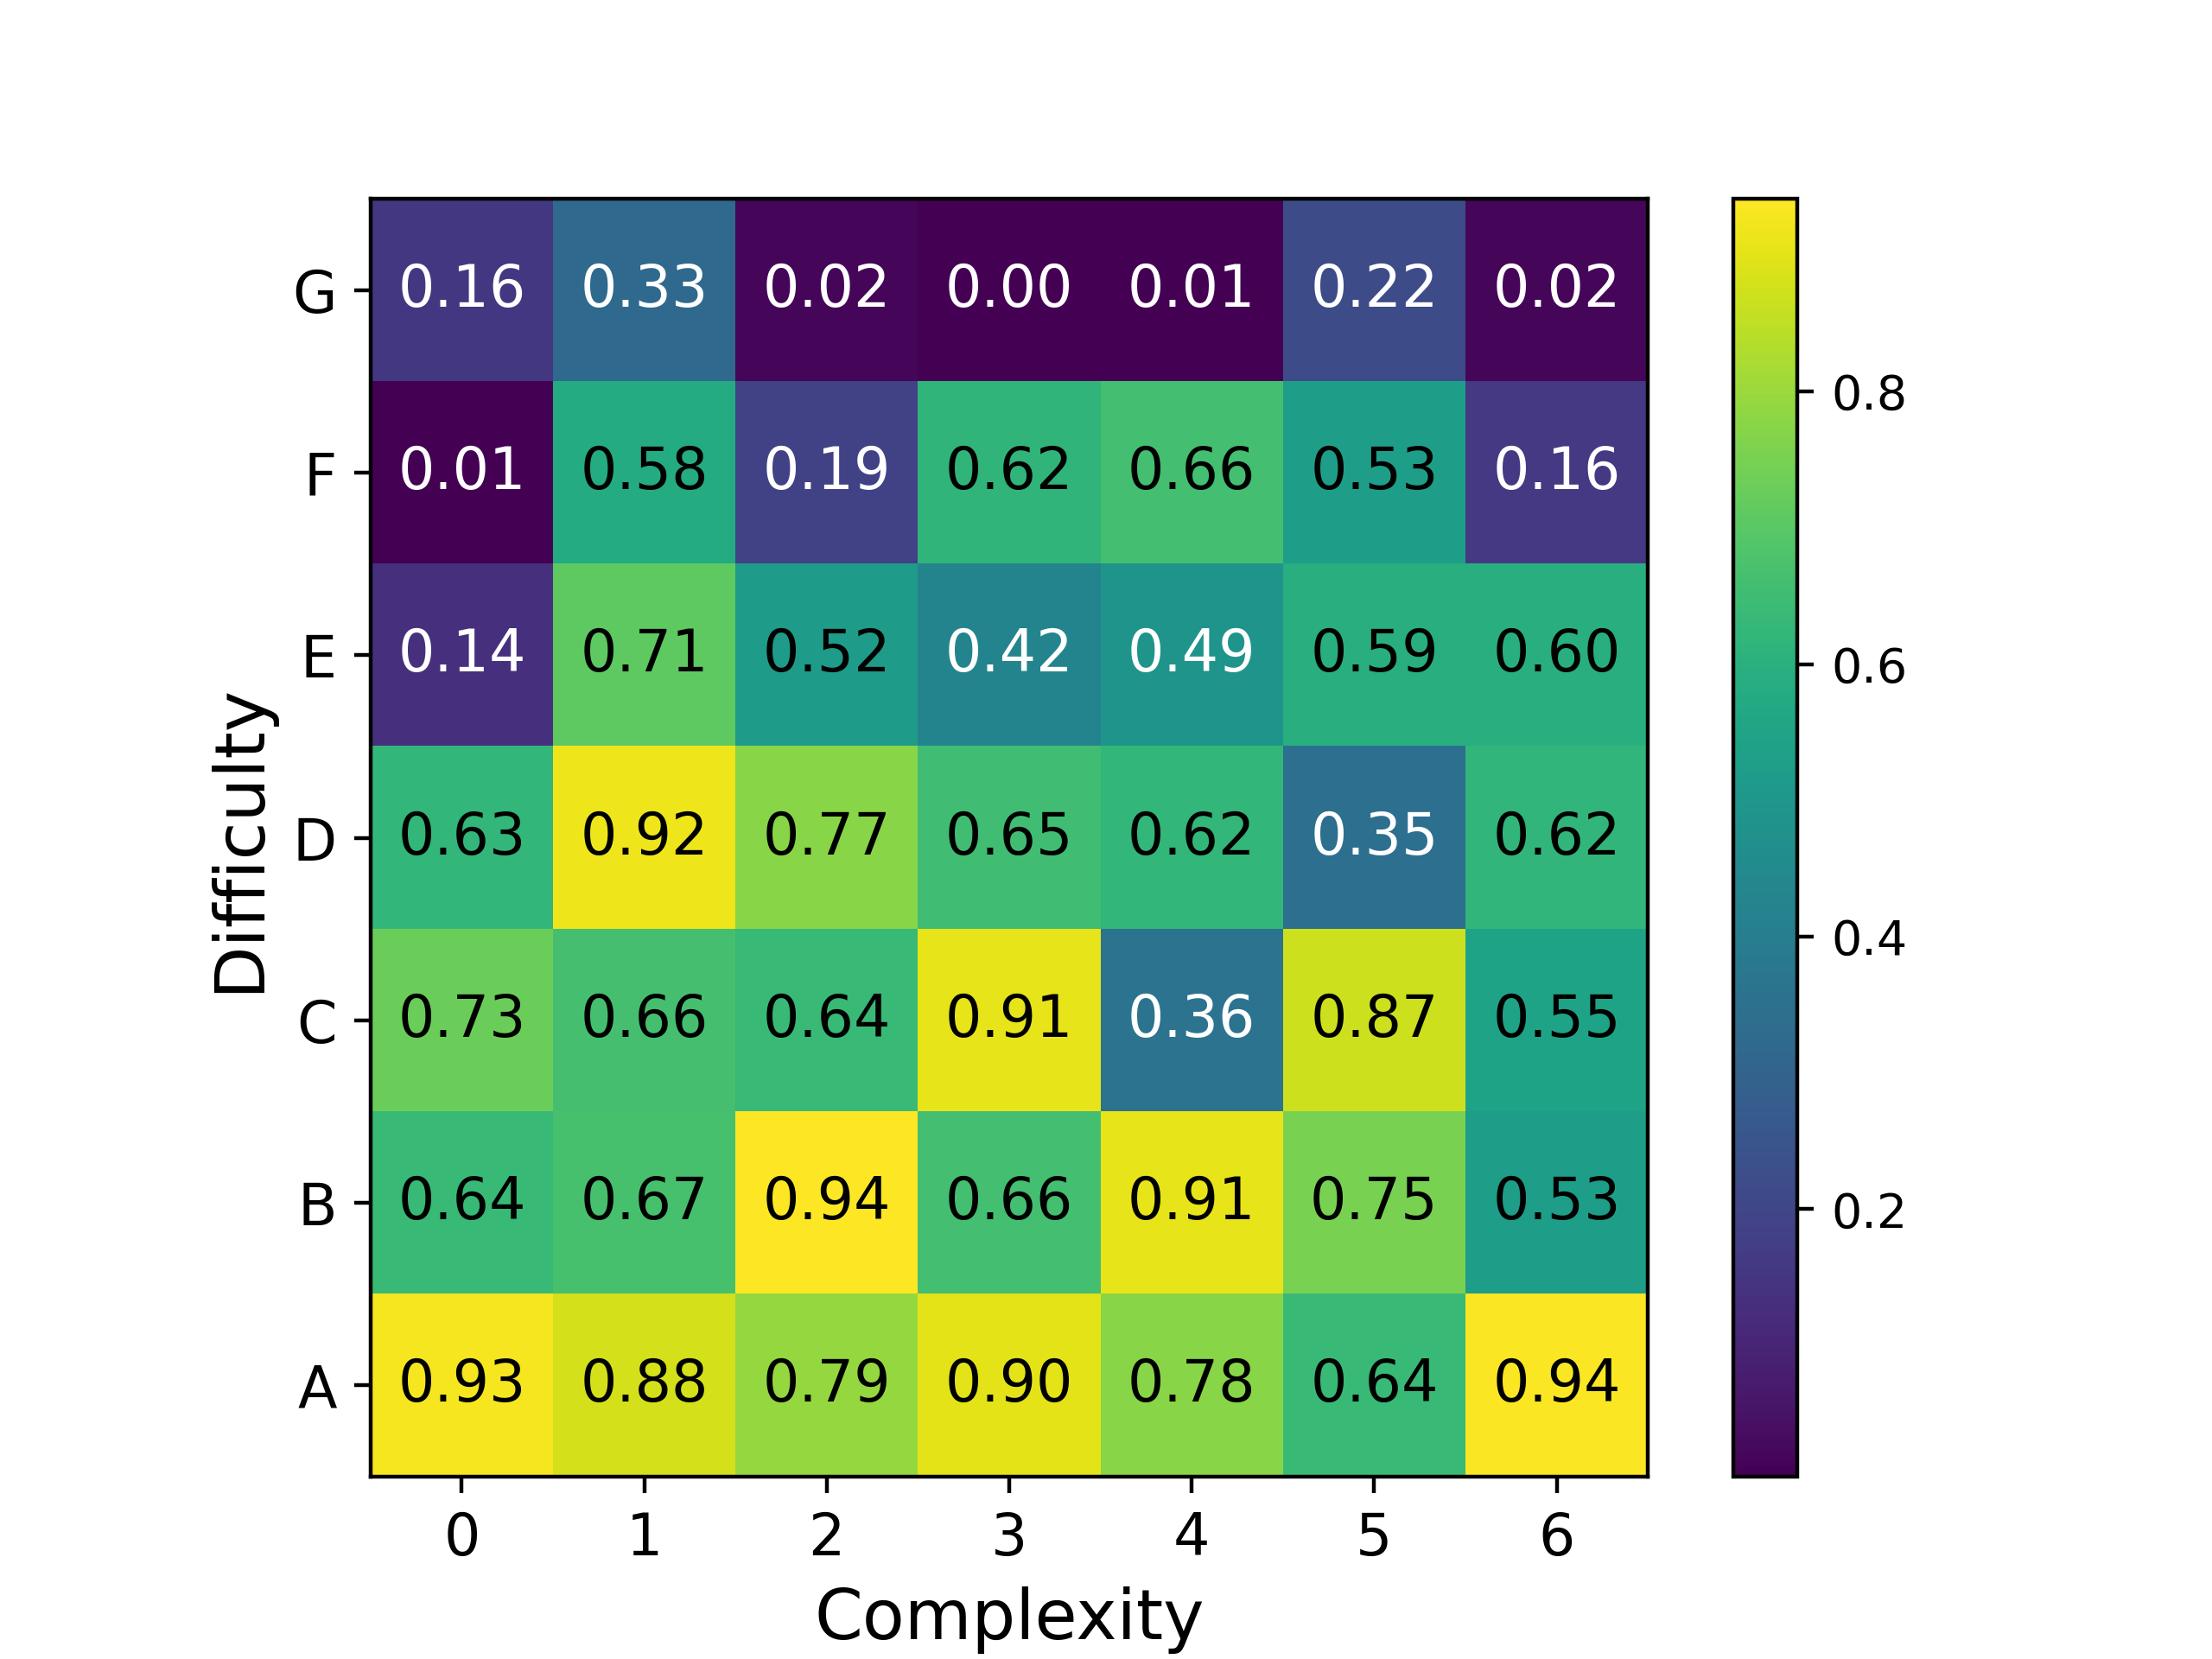 G 0.16 0.33 0.02 0.00 0.01 0.22 0.02
0.8
F 0.01 0.58 0.19 0.62 0.66 0.53 0.16
E 0.14 0.71 0.52 0.42 0.49 0.59 0.60
0.6
D 0.63 0.92 0.77 0.65 0.62 0.35 0.62
Difficulty
0.4
C 0.73 0.66 0.64 0.91 0.36 0.87 0.55
B 0.64 0.67 0.94 0.66 0.91 0.75 0.53
0.2
A 0.93 0.88 0.79 0.90 0.78 0.64 0.94
0 1 2 3 4 5 6
Complexity